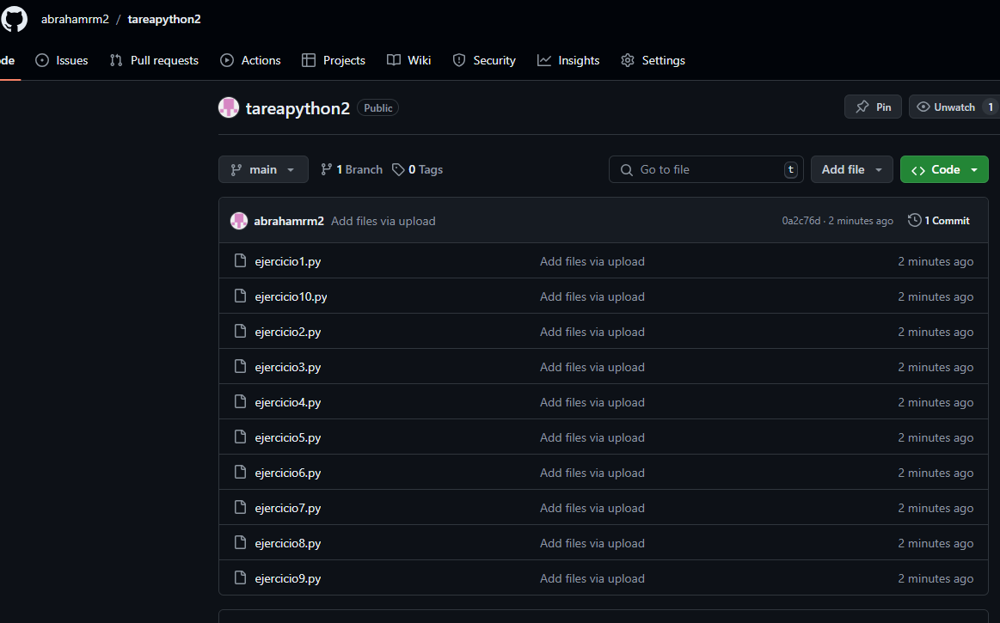 abrahamrm2 / tareapython2
de Issues Pull requests Actions Projects Wiki Security Insights Settings
tareapython2 Public Pin Unwatch 1
main 1 Branch 0 Tags Go to file t Add file Code
abrahamrm2 Add files via upload 0a2c76d · 2 minutes ago 1 Commit
ejercicio1.py Add files via upload 2 minutes ago
ejercicio10.py Add files via upload 2 minutes ago
ejercicio2.py Add files via upload 2 minutes ago
ejercicio3.py Add files via upload 2 minutes ago
ejercicio4.py Add files via upload 2 minutes ago
ejercicio5.py Add files via upload 2 minutes ago
ejercicio6.py Add files via upload 2 minutes ago
ejercicio7.py Add files via upload 2 minutes ago
ejercicio8.py Add files via upload 2 minutes ago
ejercicio9.py Add files via upload 2 minutes ago